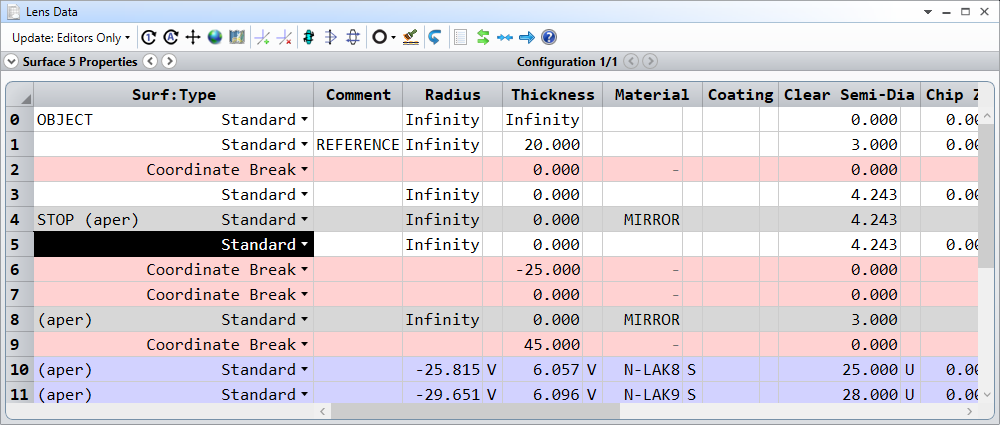 Lens Data
Update: Editors Only
Surface 5 Properties Configuration 1/1
Surf:Type Comment Radius Thickness Material Coating Clear Semi-Dia Chip Z
0 OBJECT Standard Infinity Infinity 0.000 0.00
1 Standard REFERENCE Infinity 20.000 3.000 0.00
2 Coordinate Break 0.000 - 0.000
3 Standard Infinity 0.000 4.243 0.00
4 STOP (aper) Standard Infinity 0.000 MIRROR 4.243
5 Standard Infinity 0.000 4.243 0.00
6 Coordinate Break -25.000 - 0.000
7 Coordinate Break 0.000 - 0.000
8 (aper) Standard Infinity 0.000 MIRROR 3.000
9 Coordinate Break 45.000 - 0.000
10 (aper) Standard -25.815 V 6.057 V N-LAK8 S 25.000 U 0.00
11 (aper) Standard -29.651 V 6.096 V N-LAK9 S 28.000 U 0.00